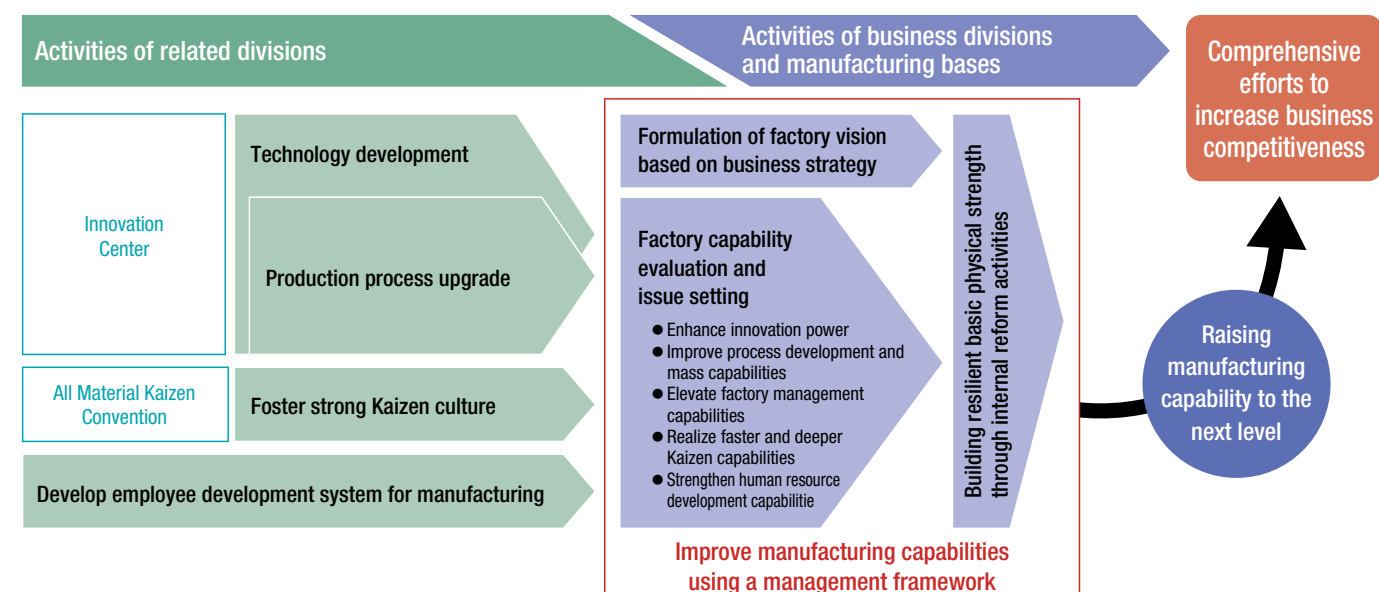 Activities of related divisions
Activities of business divisions
and manufacturing bases
Comprehensive
efforts to
increase business
competitiveness
Innovation
Center
Technology development
Production process upgrade
All Material Kaizen
Convention
Foster strong Kaizen culture
Develop employee development system for manufacturing
Formulation of factory vision
based on business strategy
Factory capability
evaluation and
issue setting
● Enhance innovation power
● Improve process development and
mass capabilities
● Elevate factory management
capabilities
● Realize faster and deeper
Kaizen capabilities
● Strengthen human resource
development capabilitie
Building resilient basic physical strength
through internal reform activities
Improve manufacturing capabilities
using a management framework
Raising
manufacturing
capability to the
next level